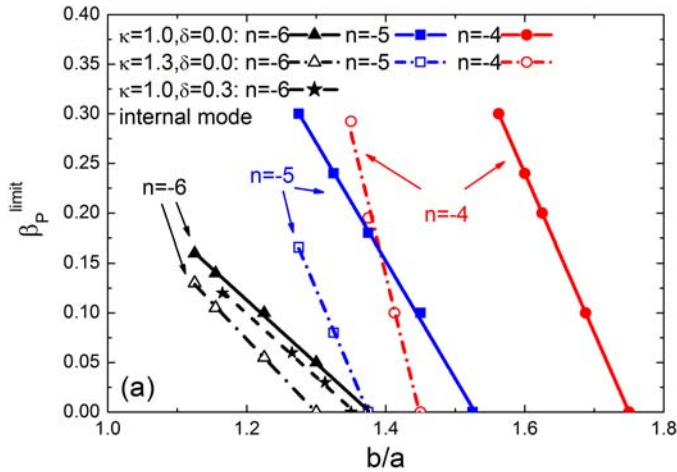 κ=1.0,δ=0.0: n=-6 n=-5 n=-4
κ=1.3,δ=0.0: n=-6 n=-5 n=-4
κ=1.0,δ=0.3: n=-6
internal mode
n=-6
n=-5
n=-4
(a)
β_P^limit
0.40
0.35
0.30
0.25
0.20
0.15
0.10
0.05
0.00
1.0 1.2 1.4 1.6 1.8
b/a